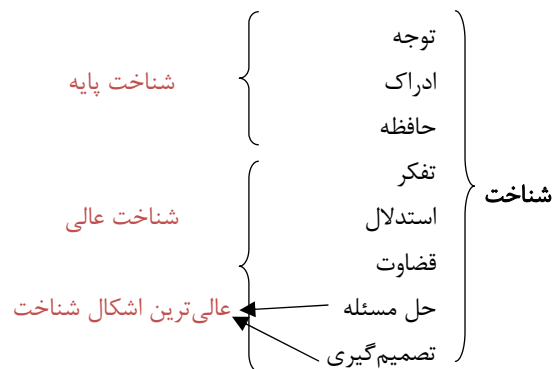 شناخت
توجه
ادراک
حافظه
تفکر
استدلال
قضاوت
حل مسئله
تصمیم‌گیری
شناخت پایه
شناخت عالی
عالی‌ترین اشکال شناخت